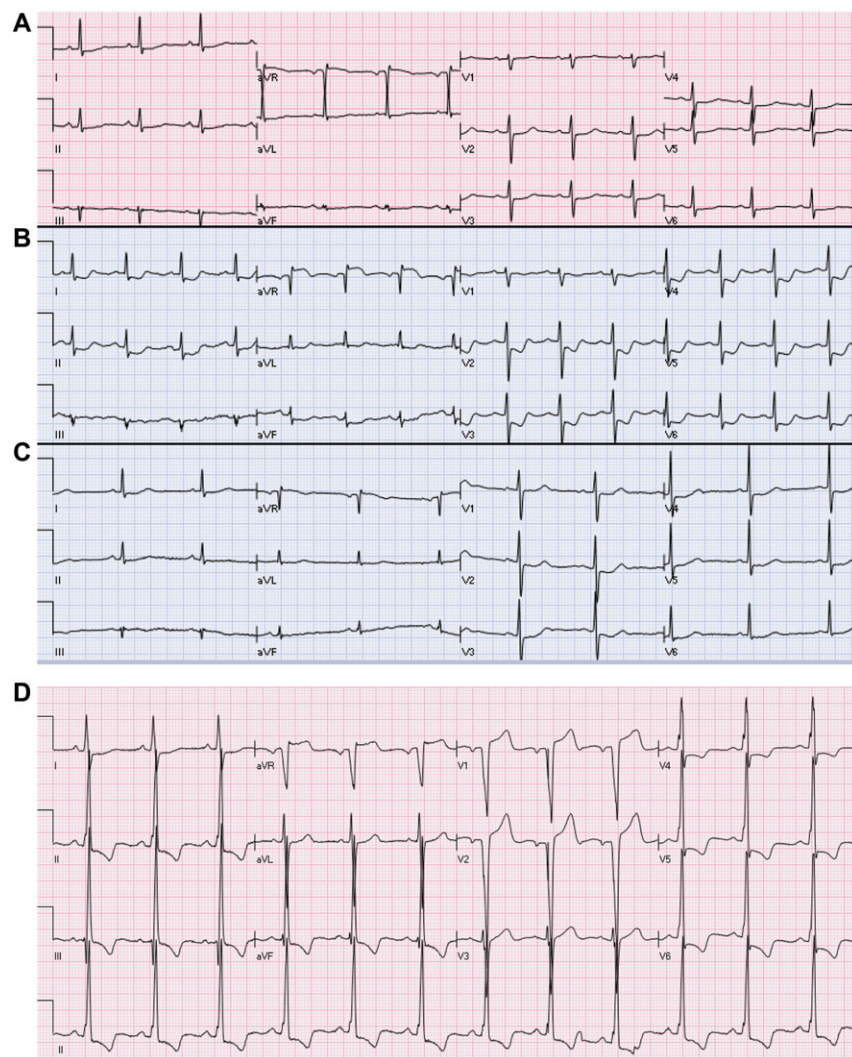 A
I aVR V1 V4
II aVL V2 V5
III aVF V3 V6
B
I aVR V1 V4
II aVL V2 V5
III aVF V3 V6
C
I aVR V1 V4
II aVL V2 V5
III aVF V3 V6
D
I aVR V1 V4
II aVL V2 V5
III aVF V3 V6
II